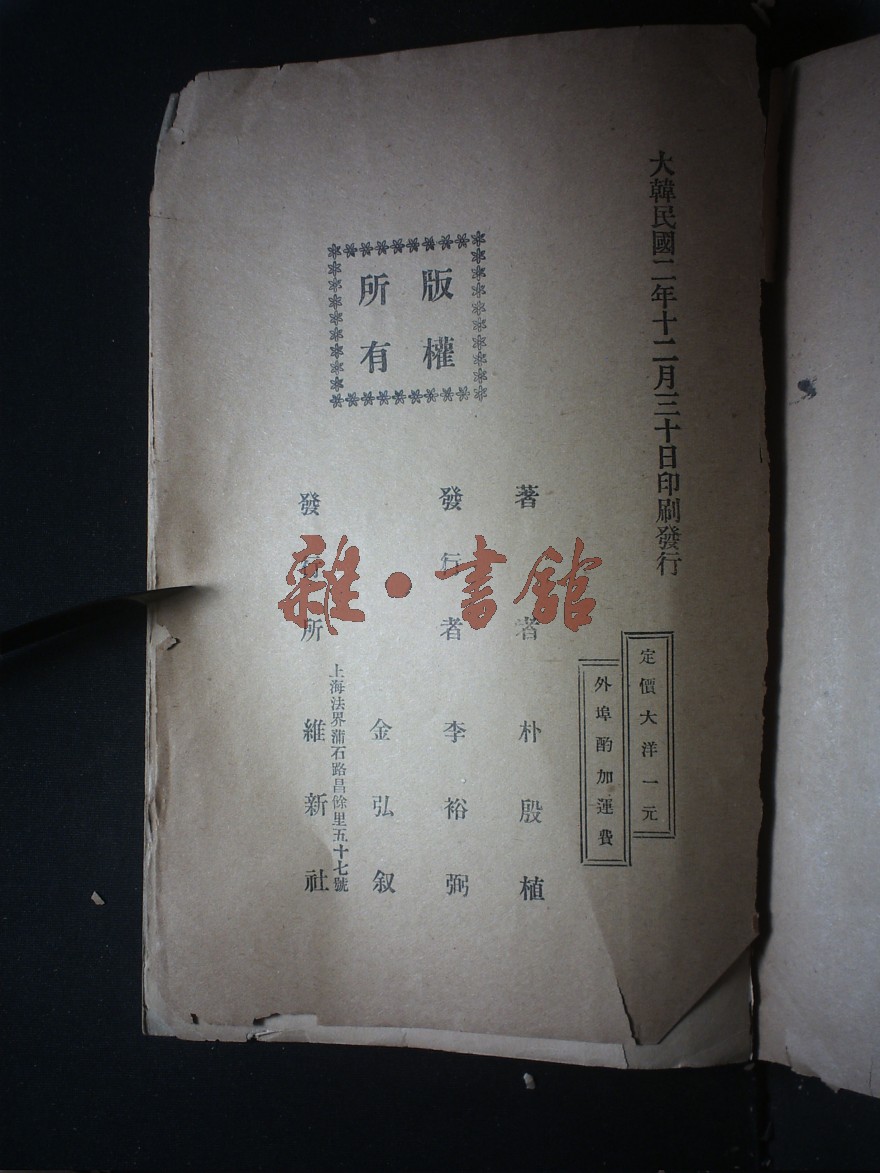 大韓民國二年十二月三十日印刷發行
定價大洋一元
外埠酌加運費
版權
所有
著者 朴殷植
發行者 李裕弼
金弘叙
上海法界蒲石路昌餘里五十七號
發行所 維新社
雜·書館